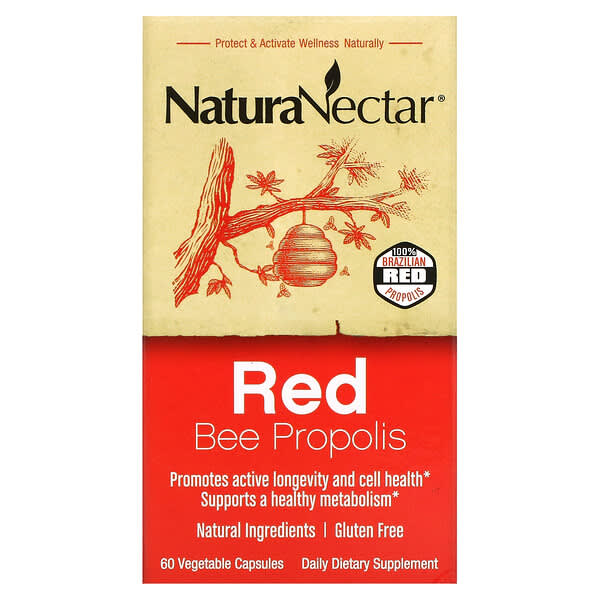 Protect & Activate Wellness Naturally
NaturaNectar®
100%
BRAZILIAN
RED
PROPOLIS
Red
Bee Propolis
Promotes active longevity and cell health*
Supports a healthy metabolism*
Natural Ingredients | Gluten Free
60 Vegetable Capsules Daily Dietary Supplement